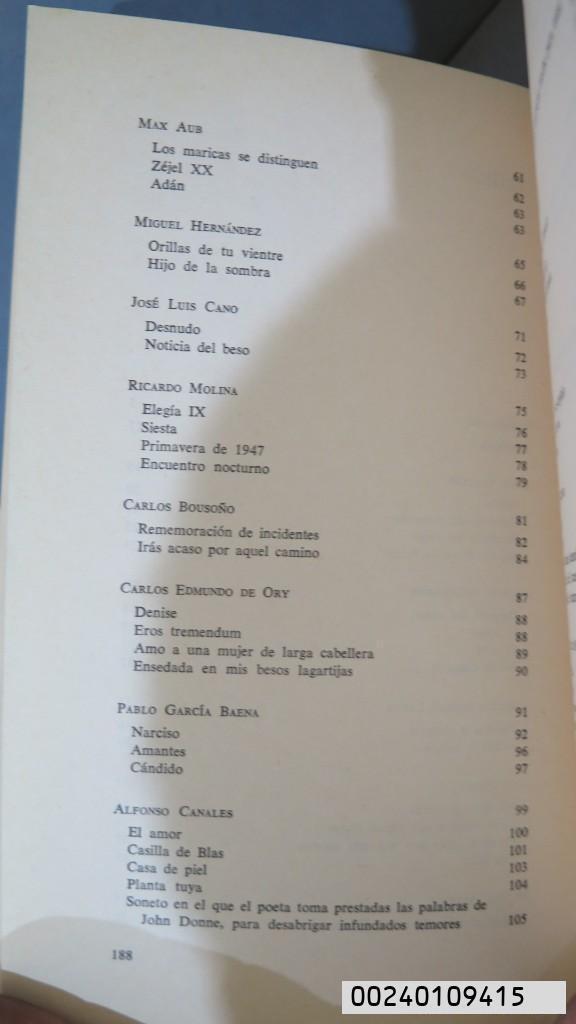 MAX AUB 61
Los maricas se distinguen 62
Zéjel XX 63
Adán 63
MIGUEL HERNÁNDEZ 65
Orillas de tu vientre 66
Hijo de la sombra 67
JOSÉ LUIS CANO 71
Desnudo 72
Noticia del beso 73
RICARDO MOLINA 75
Elegía IX 76
Siesta 77
Primavera de 1947 78
Encuentro nocturno 79
CARLOS BOUSOÑO 81
Rememoración de incidentes 82
Irás acaso por aquel camino 84
CARLOS EDMUNDO DE ORY 87
Denise 88
Eros tremendum 88
Amo a una mujer de larga cabellera 89
Ensedada en mis besos lagartijas 90
PABLO GARCÍA BAENA 91
Narciso 92
Amantes 96
Cándido 97
ALFONSO CANALES 99
El amor 100
Casilla de Blas 101
Casa de piel 103
Planta tuya 104
Soneto en el que el poeta toma prestadas las palabras de
John Donne, para desabrigar infundados temores 105
188
00240109415